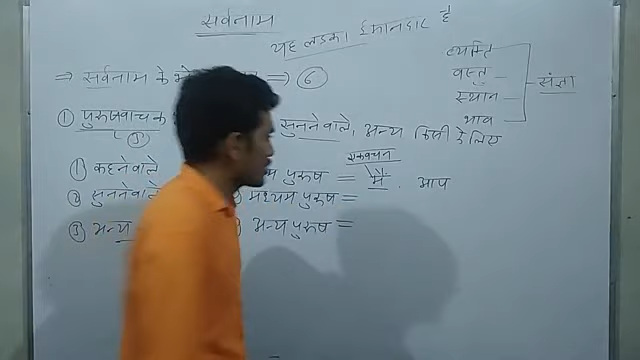 सर्वनाम
यह लड़का ईमानदार है
⇒ सर्वनाम के ⇒ ⑥
व्यक्ति
वस्तु
स्थान
भाव
संज्ञा
① पुरुषवाचक सुननेवाले, अन्य किसी के लिए
③
एकवचन
① कहनेवाले पुरुष = मैं . आप
② सुननेवाले मध्यम पुरुष =
③ अन्य अन्य पुरुष =